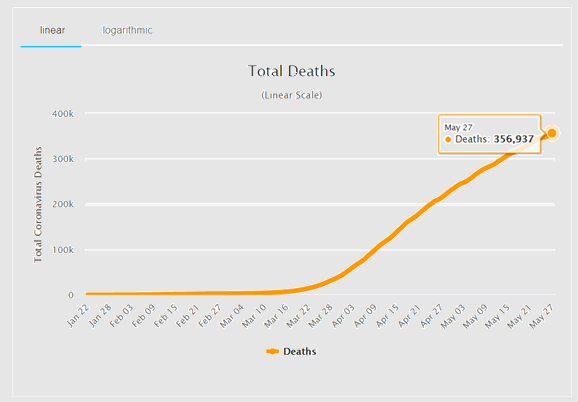 linear logarithmic
Total Deaths
(Linear Scale)
Total Coronavirus Deaths
400k
300k
200k
100k
0
May 27
Deaths: 356,937
Jan 22 Jan 28 Feb 03 Feb 09 Feb 15 Feb 21 Feb 27 Mar 04 Mar 10 Mar 16 Mar 22 Mar 28 Apr 03 Apr 09 Apr 15 Apr 21 Apr 27 May 03 May 09 May 15 May 21 May 27
Deaths